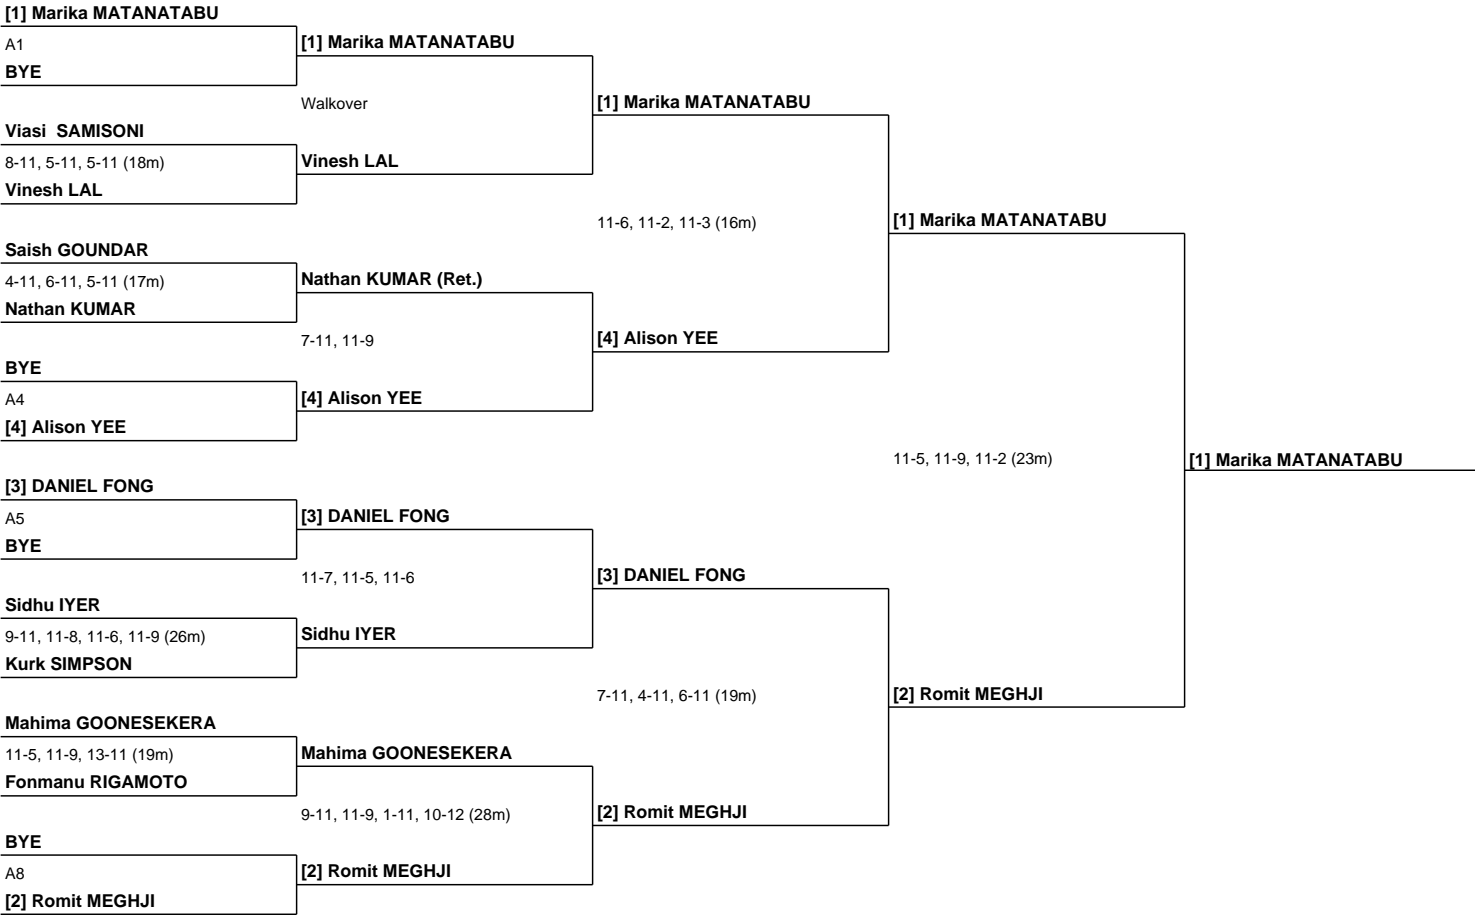 [1] Marika MATANATABU
A1
BYE
Viasi  SAMISONI
8-11, 5-11, 5-11 (18m)
Vinesh LAL
Saish GOUNDAR
4-11, 6-11, 5-11 (17m)
Nathan KUMAR
BYE
A4
[4] Alison YEE
[3] DANIEL FONG
A5
BYE
Sidhu IYER
9-11, 11-8, 11-6, 11-9 (26m)
Kurk SIMPSON
Mahima GOONESEKERA
11-5, 11-9, 13-11 (19m)
Fonmanu RIGAMOTO
BYE
A8
[2] Romit MEGHJI
[1] Marika MATANATABU
Walkover
Vinesh LAL
Nathan KUMAR (Ret.)
7-11, 11-9
[4] Alison YEE
[3] DANIEL FONG
11-7, 11-5, 11-6
Sidhu IYER
Mahima GOONESEKERA
9-11, 11-9, 1-11, 10-12 (28m)
[2] Romit MEGHJI
[1] Marika MATANATABU
11-6, 11-2, 11-3 (16m)
[4] Alison YEE
[3] DANIEL FONG
7-11, 4-11, 6-11 (19m)
[2] Romit MEGHJI
[1] Marika MATANATABU
11-5, 11-9, 11-2 (23m)
[2] Romit MEGHJI
[1] Marika MATANATABU